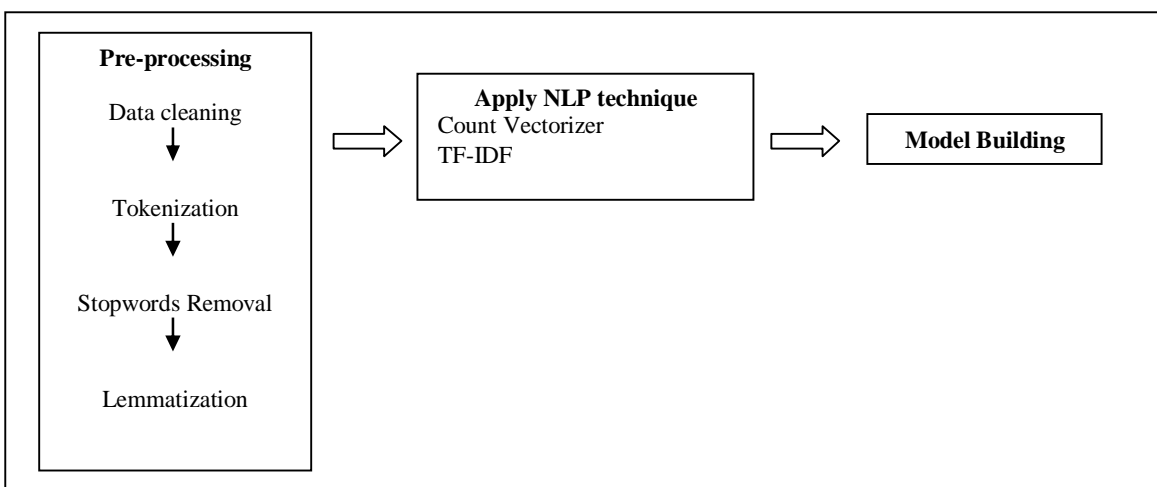 Pre-processing
Data cleaning
Tokenization
Stopwords Removal
Lemmatization
Apply NLP technique
Count Vectorizer
TF-IDF
Model Building